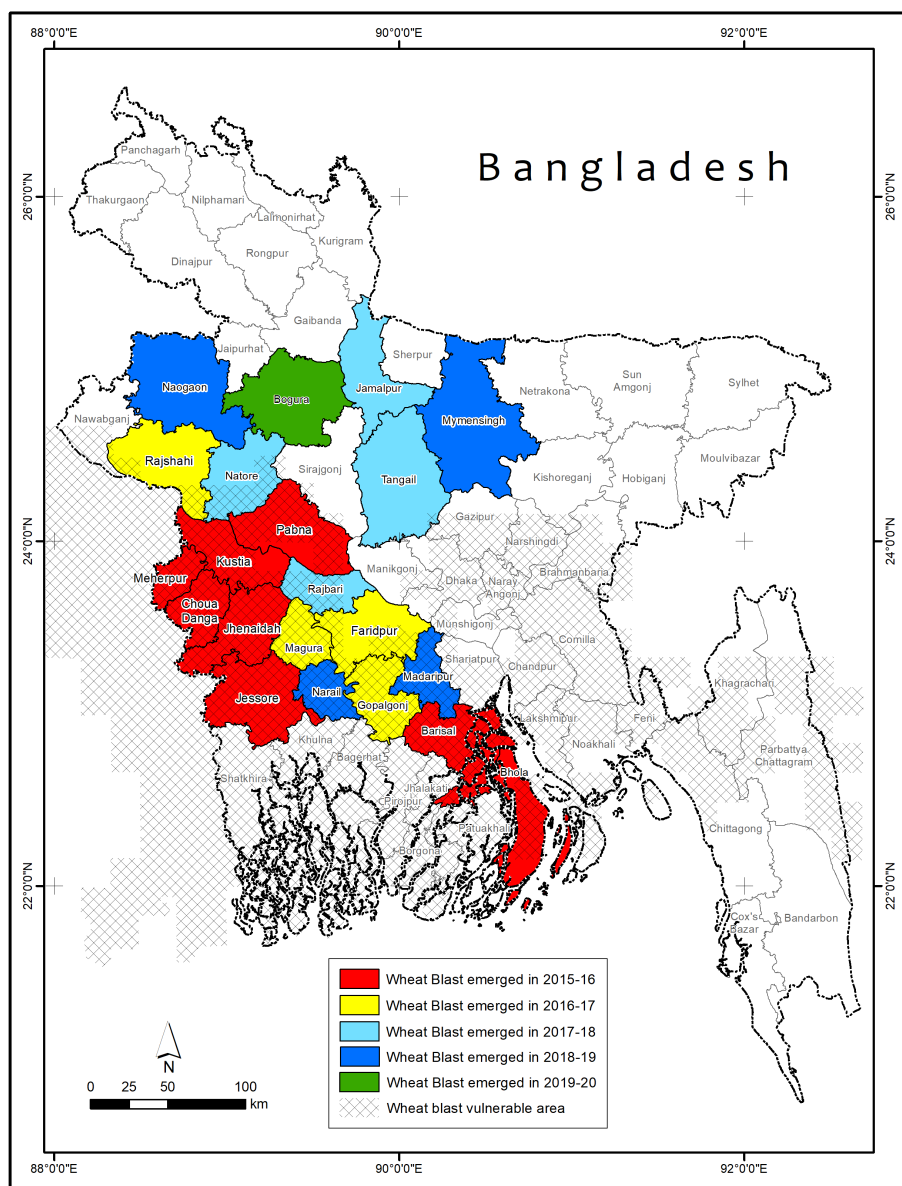 88°0'0"E
90°0'0"E
92°0'0"E
Bangladesh
26°0'0"N
26°0'0"N
Panchagarh
Thakurgaon
Nilphamari
Lalmonirhat
Kurigram
Rongpur
Dinajpur
Gaibanda
Jaipurhat
Sherpur
Naogaon
Bogura
Jamalpur
Netrakona
Sun
Amgonj
Sylhet
Nawabganj
Mymensingh
Rajshahi
Natore
Sirajgonj
Tangail
Kishoreganj
Hobiganj
Moulvibazar
Gazipur
Pabna
24°0'0"N
24°0'0"N
Narshingdi
Kustia
Manikgonj
Meherpur
Rajbari
Dhaka
Naray
Angonj
Brahmanbaria
Choua
Danga
Jhenaidah
Magura
Faridpur
Munshigonj
Comilla
Shariatpur
Chandpur
Madaripur
Jessore
Narail
Gopalgonj
Khagrachari
Lakshmipur
Feni
Barisal
Noakhali
Khulna
Bagerhat
Parbattya
Chattagram
Shatkhira
Bhola
Jhalakati
Pirojpur
Patuakhali
Chittagong
Borgona
22°0'0"N
22°0'0"N
Cox's
Bazar
Bandarbon
Wheat Blast emerged in 2015-16
Wheat Blast emerged in 2016-17
Wheat Blast emerged in 2017-18
Wheat Blast emerged in 2018-19
Wheat Blast emerged in 2019-20
Wheat blast vulnerable area
N
0 25 50 100
km
88°0'0"E
90°0'0"E
92°0'0"E